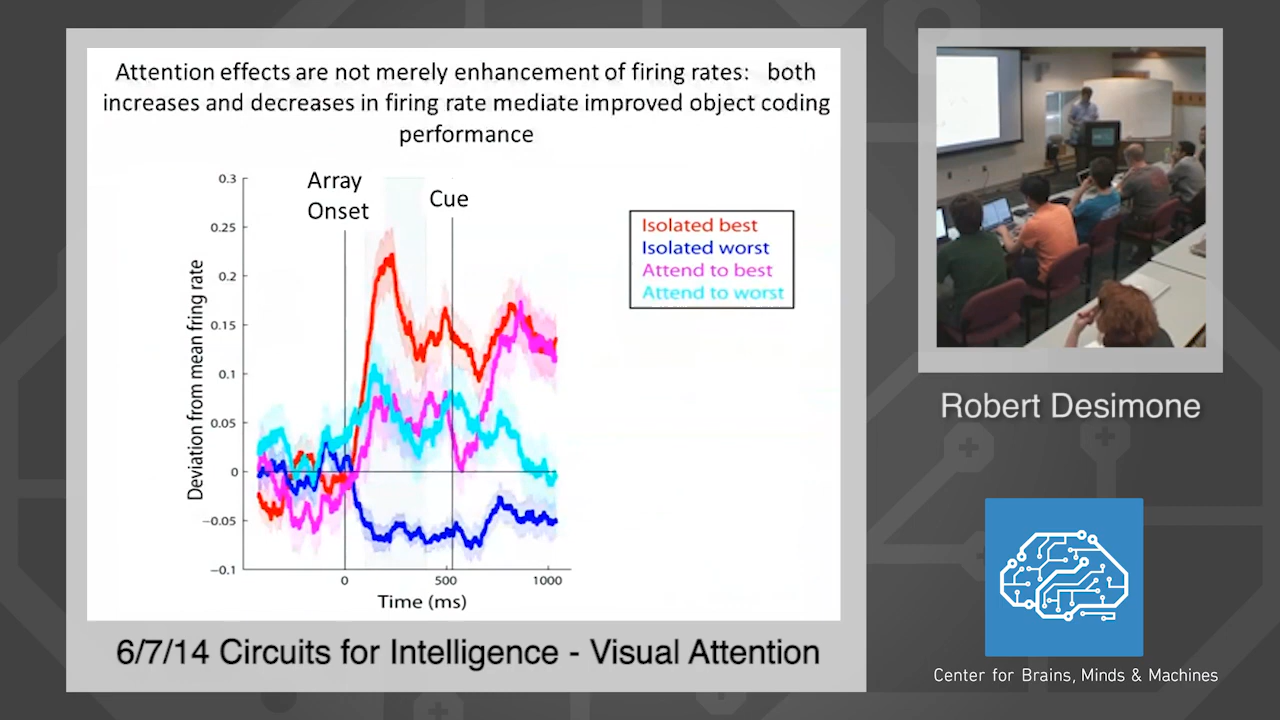 Attention effects are not merely enhancement of firing rates: both
increases and decreases in firing rate mediate improved object coding
performance
Array
Onset
Cue
0.3
0.25
0.2
0.15
0.1
0.05
0
−0.05
−0.1
Deviation from mean fring rate
0
500
1000
Time (ms)
Isolated best
Isolated worst
Attend to best
Attend to worst
6/7/14 Circuits for Intelligence - Visual Attention
Robert Desimone
Center for Brains, Minds & Machines